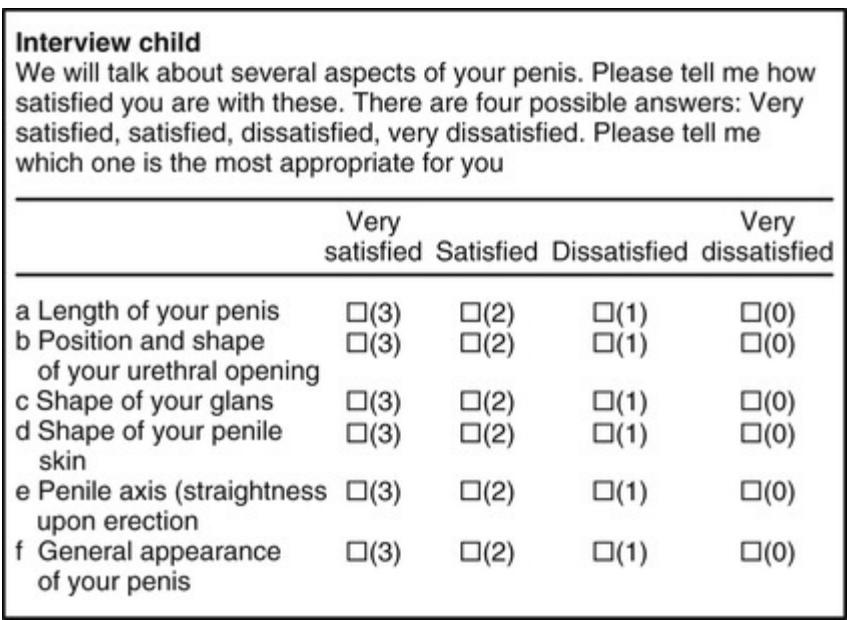 Interview child
We will talk about several aspects of your penis. Please tell me how
satisfied you are with these. There are four possible answers: Very
satisfied, satisfied, dissatisfied, very dissatisfied. Please tell me
which one is the most appropriate for you
Very satisfied Satisfied Dissatisfied Very dissatisfied
a Length of your penis ☐(3) ☐(2) ☐(1) ☐(0)
b Position and shape ☐(3) ☐(2) ☐(1) ☐(0)
of your urethral opening
c Shape of your glans ☐(3) ☐(2) ☐(1) ☐(0)
d Shape of your penile ☐(3) ☐(2) ☐(1) ☐(0)
skin
e Penile axis (straightness ☐(3) ☐(2) ☐(1) ☐(0)
upon erection
f General appearance ☐(3) ☐(2) ☐(1) ☐(0)
of your penis